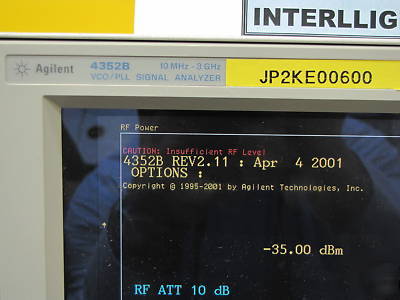 INTERLLIG
Agilent 4352B 10 MHz - 3 GHz
VCO/PLL SIGNAL ANALYZER
JP2KE00600
RF Power
CAUTION: Insufficient RF Level
4352B REV2.11 : Apr 4 2001
OPTIONS :
Copyright @ 1995-2001 by Agilent Technologies, Inc.
-35.00 dBm
RF ATT 10 dB